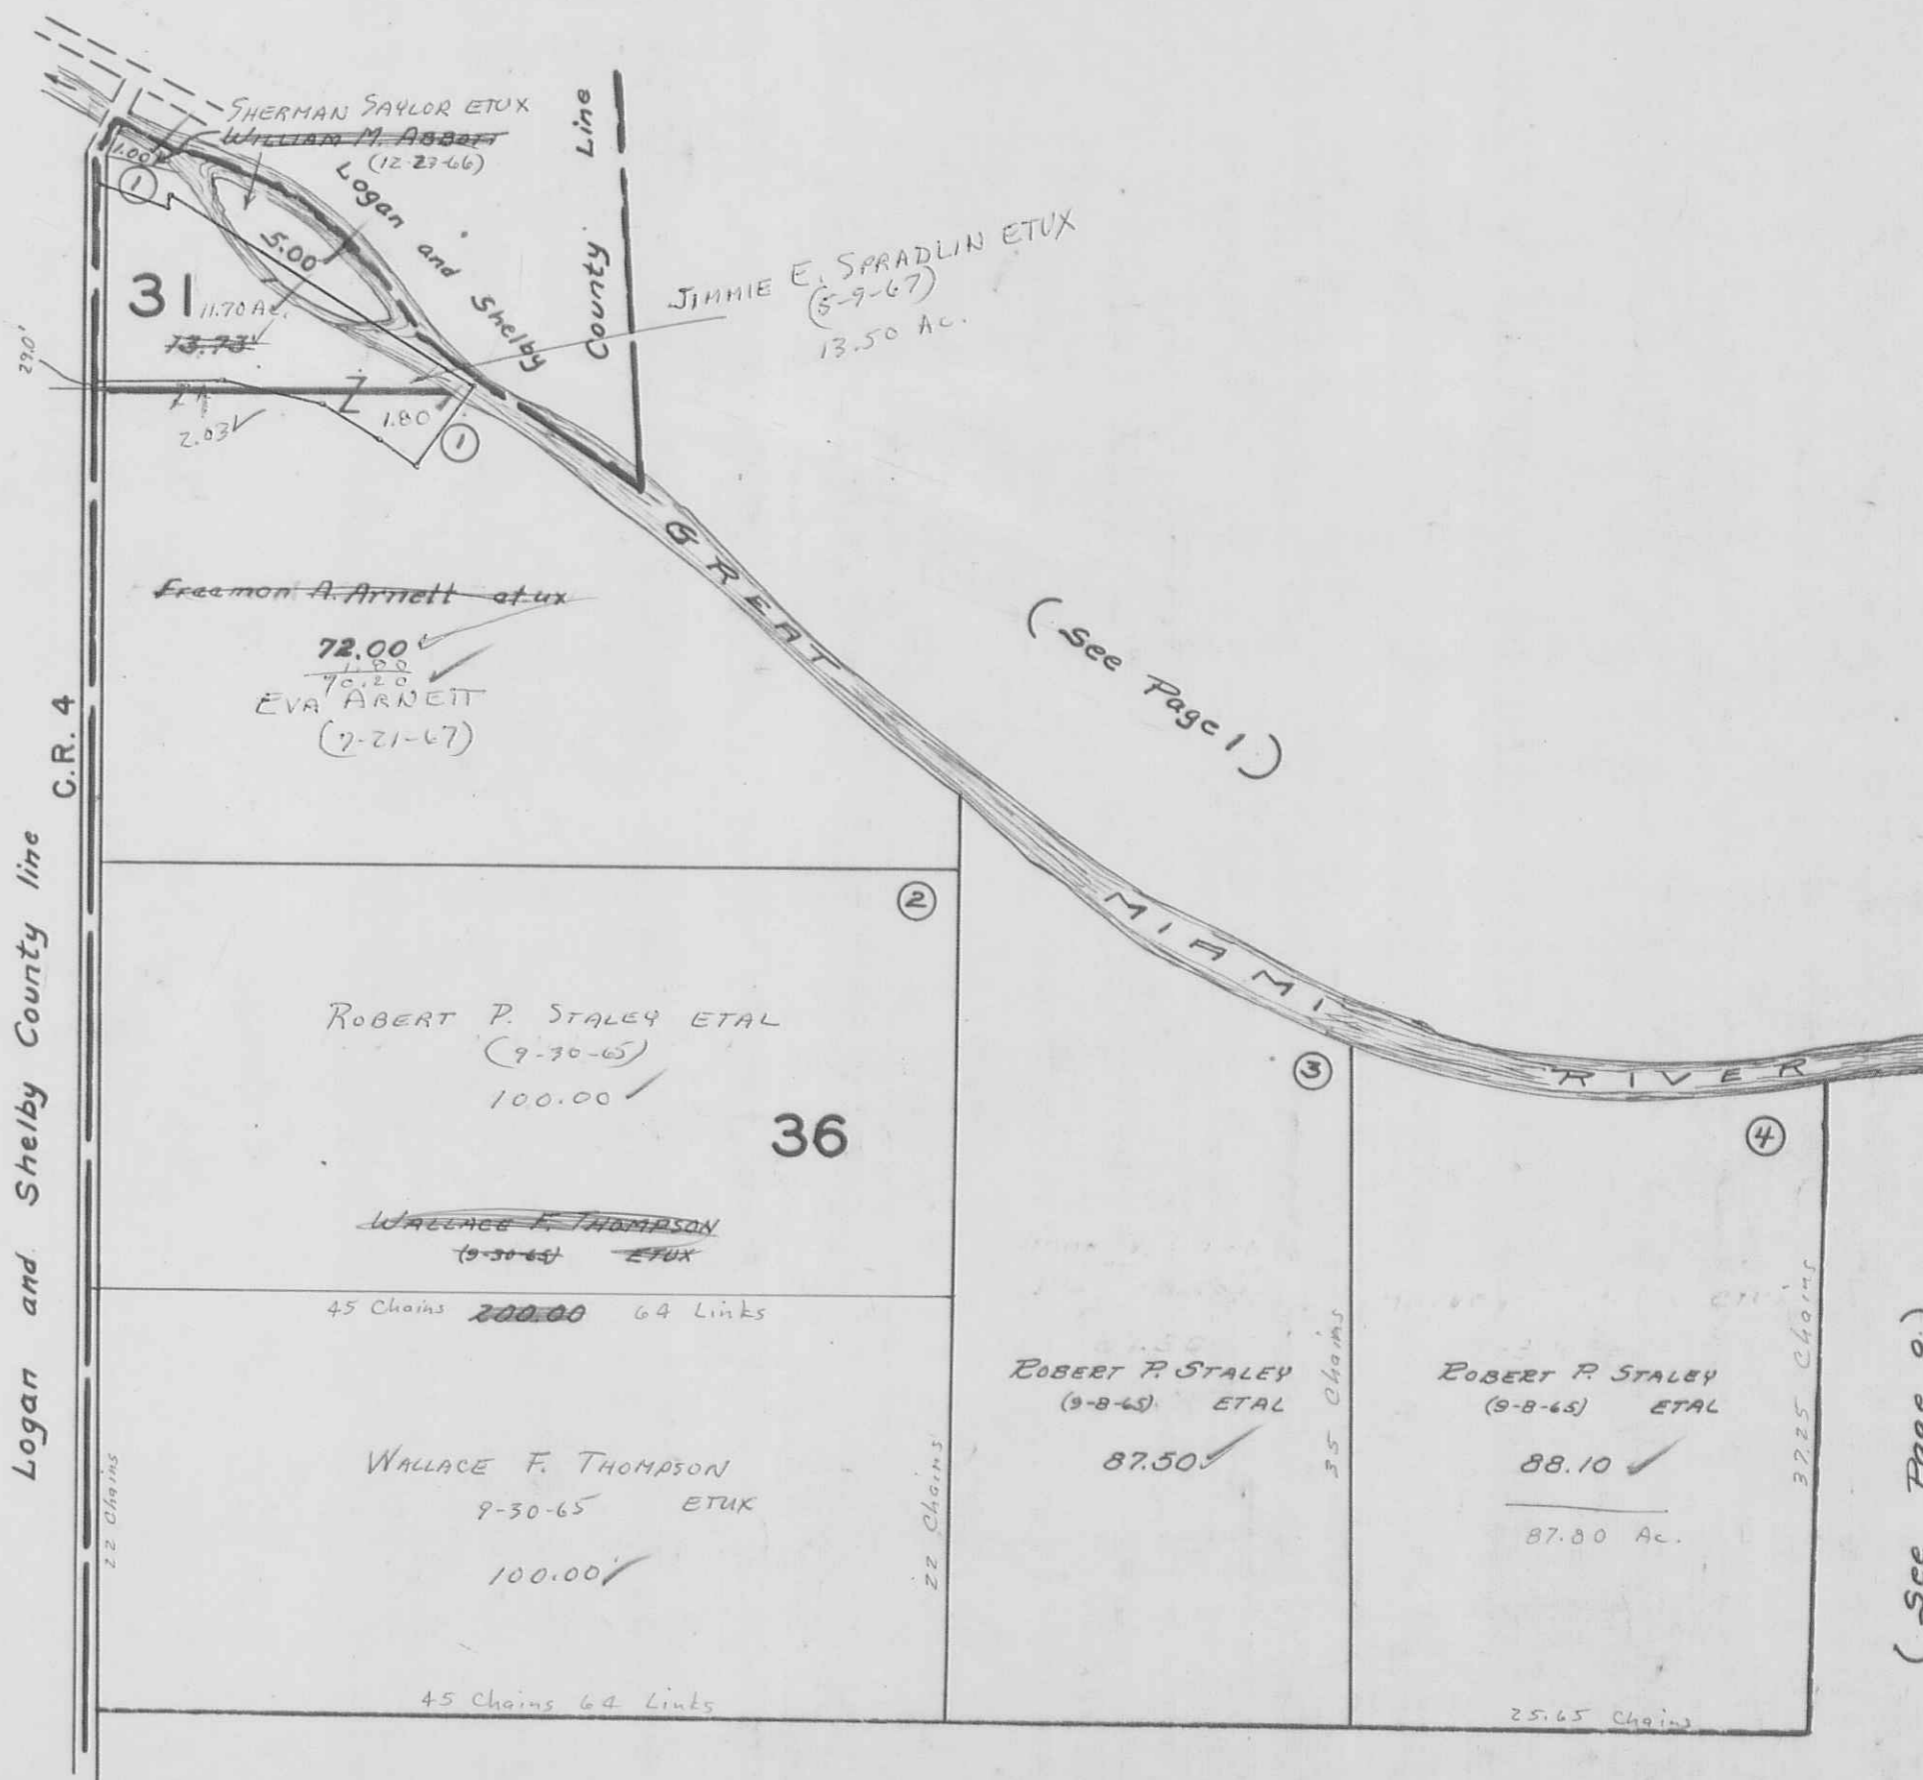 SHERMAN SAYLOR ETUX
WILLIAM M. ABBOTT
(12-27-66)
1.00
1
Logan and Shelby
County Line
5.00
31
11.70 Ac.
13.73
29.0'
2.03
1.80
1
JIMMIE E. SPRADLIN ETUX
(5-9-67)
13.50 Ac.
Freemon A. Arnett et ux
72.00
1.80
70.20
EVA ARNETT
(7-21-67)
C.R. 4
Logan and Shelby County line
GREAT MIAMI RIVER
(See Page 1)
2
ROBERT P. STALEY ETAL
(9-30-65)
100.00
36
WALLACE F. THOMPSON
(9-30-65) ETUX
45 Chains 200.00 64 Links
22 Chains
WALLACE F. THOMPSON
9-30-65 ETUX
100.00
22 Chains
45 Chains 64 Links
3
ROBERT P. STALEY
(9-8-65) ETAL
87.50
35 Chains
4
ROBERT P. STALEY
(9-8-65) ETAL
88.10
87.80 Ac.
37.25 Chains
25.65 Chains
(See Page